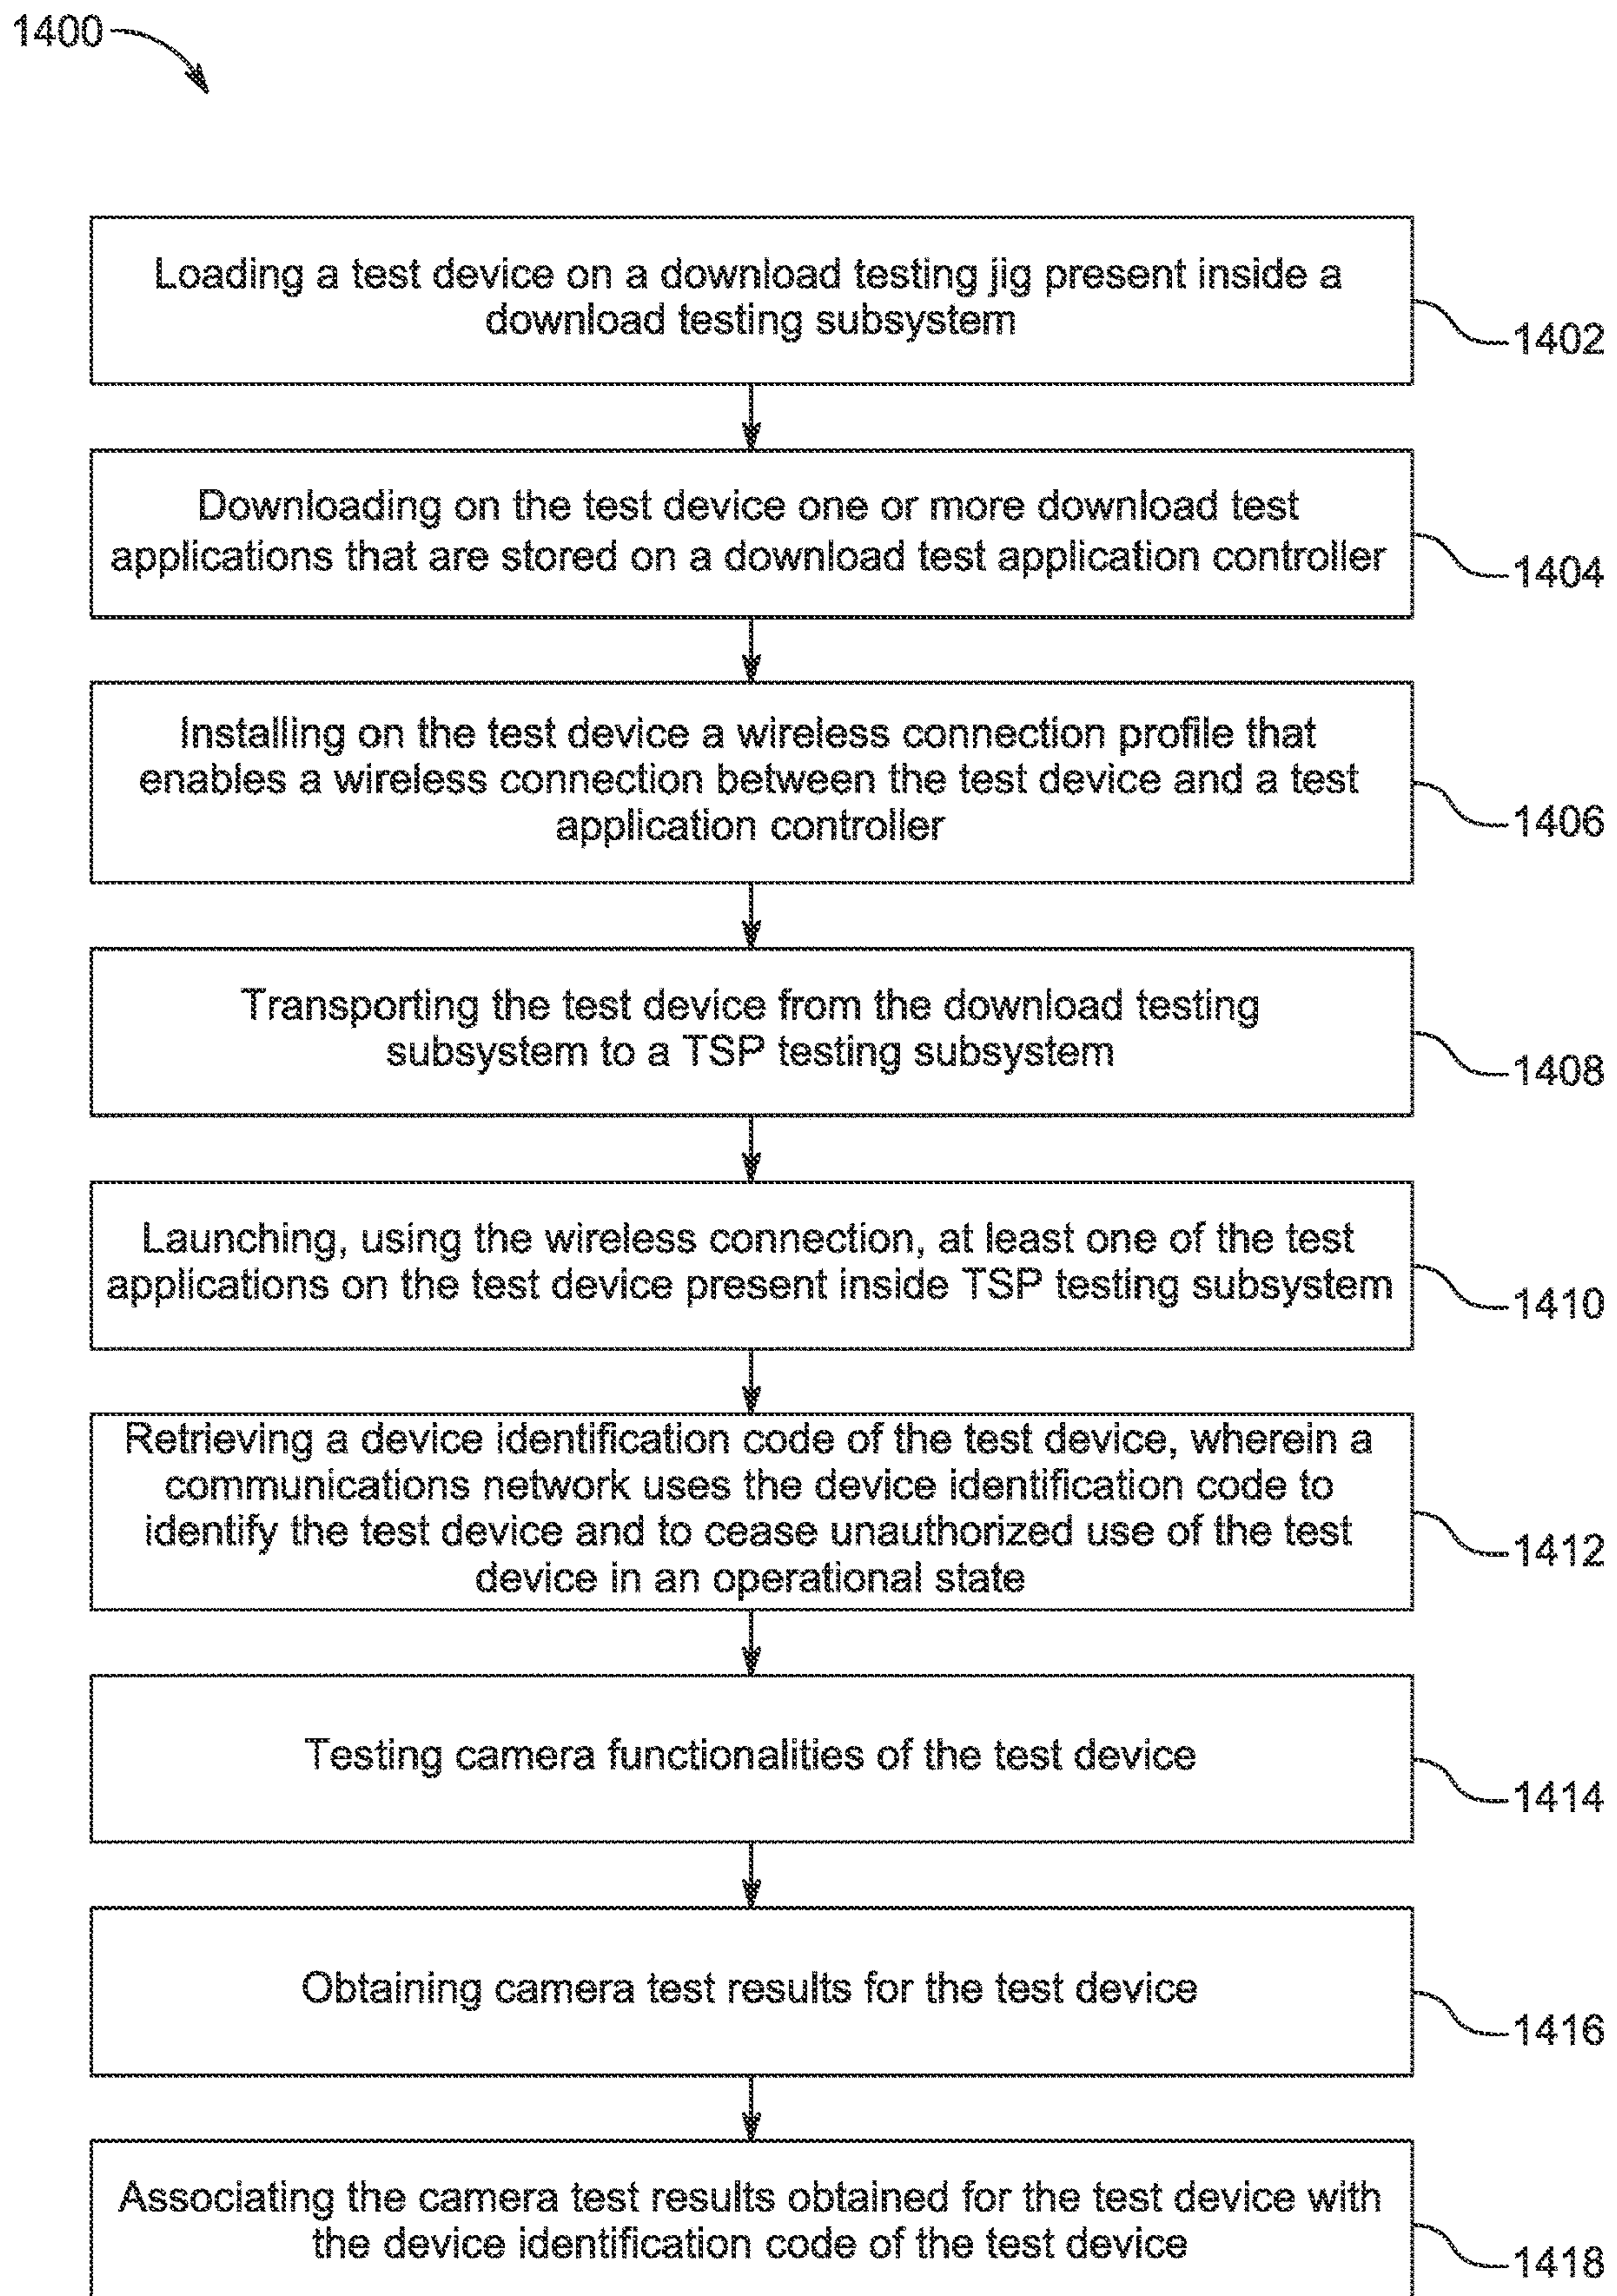 1400
Loading a test device on a download testing jig present inside a
download testing subsystem
1402
Downloading on the test device one or more download test
applications that are stored on a download test application controller
1404
Installing on the test device a wireless connection profile that
enables a wireless connection between the test device and a test
application controller
1406
Transporting the test device from the download testing
subsystem to a TSP testing subsystem
1408
Launching, using the wireless connection, at least one of the test
applications on the test device present inside TSP testing subsystem
1410
Retrieving a device identification code of the test device, wherein a
communications network uses the device identification code to
identify the test device and to cease unauthorized use of the test
device in an operational state
1412
Testing camera functionalities of the test device
1414
Obtaining camera test results for the test device
1416
Associating the camera test results obtained for the test device with
the device identification code of the test device
1418